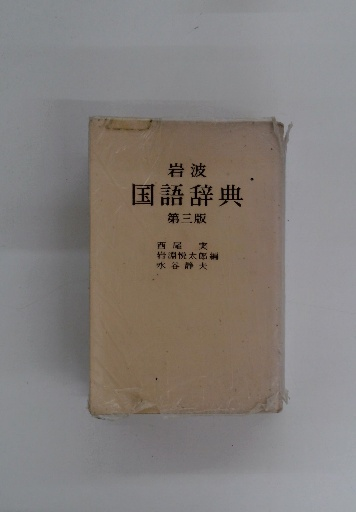 岩波
国語辞典
第三版
西尾 実
岩淵悦太郎編
水谷静夫